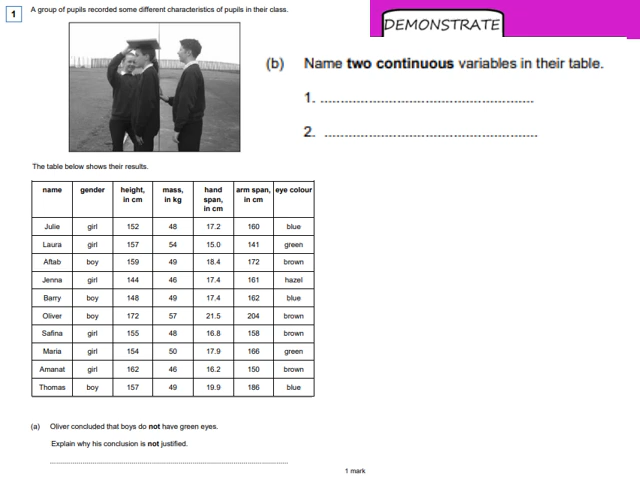 1 A group of pupils recorded some different characteristics of pupils in their class.
DEMONSTRATE
(b) Name two continuous variables in their table.
1.
2.
The table below shows their results.
name gender height, in cm mass, in kg hand span, in cm arm span, in cm eye colour
Julie girl 152 48 17.2 160 blue
Laura girl 157 54 15.0 141 green
Aftab boy 159 49 18.4 172 brown
Jenna girl 144 46 17.4 161 hazel
Barry boy 148 49 17.4 162 blue
Oliver boy 172 57 21.5 204 brown
Safina girl 155 48 16.8 158 brown
Maria girl 154 50 17.9 166 green
Amanat girl 162 46 16.2 150 brown
Thomas boy 157 49 19.9 186 blue
(a) Oliver concluded that boys do not have green eyes.
Explain why his conclusion is not justified.
1 mark